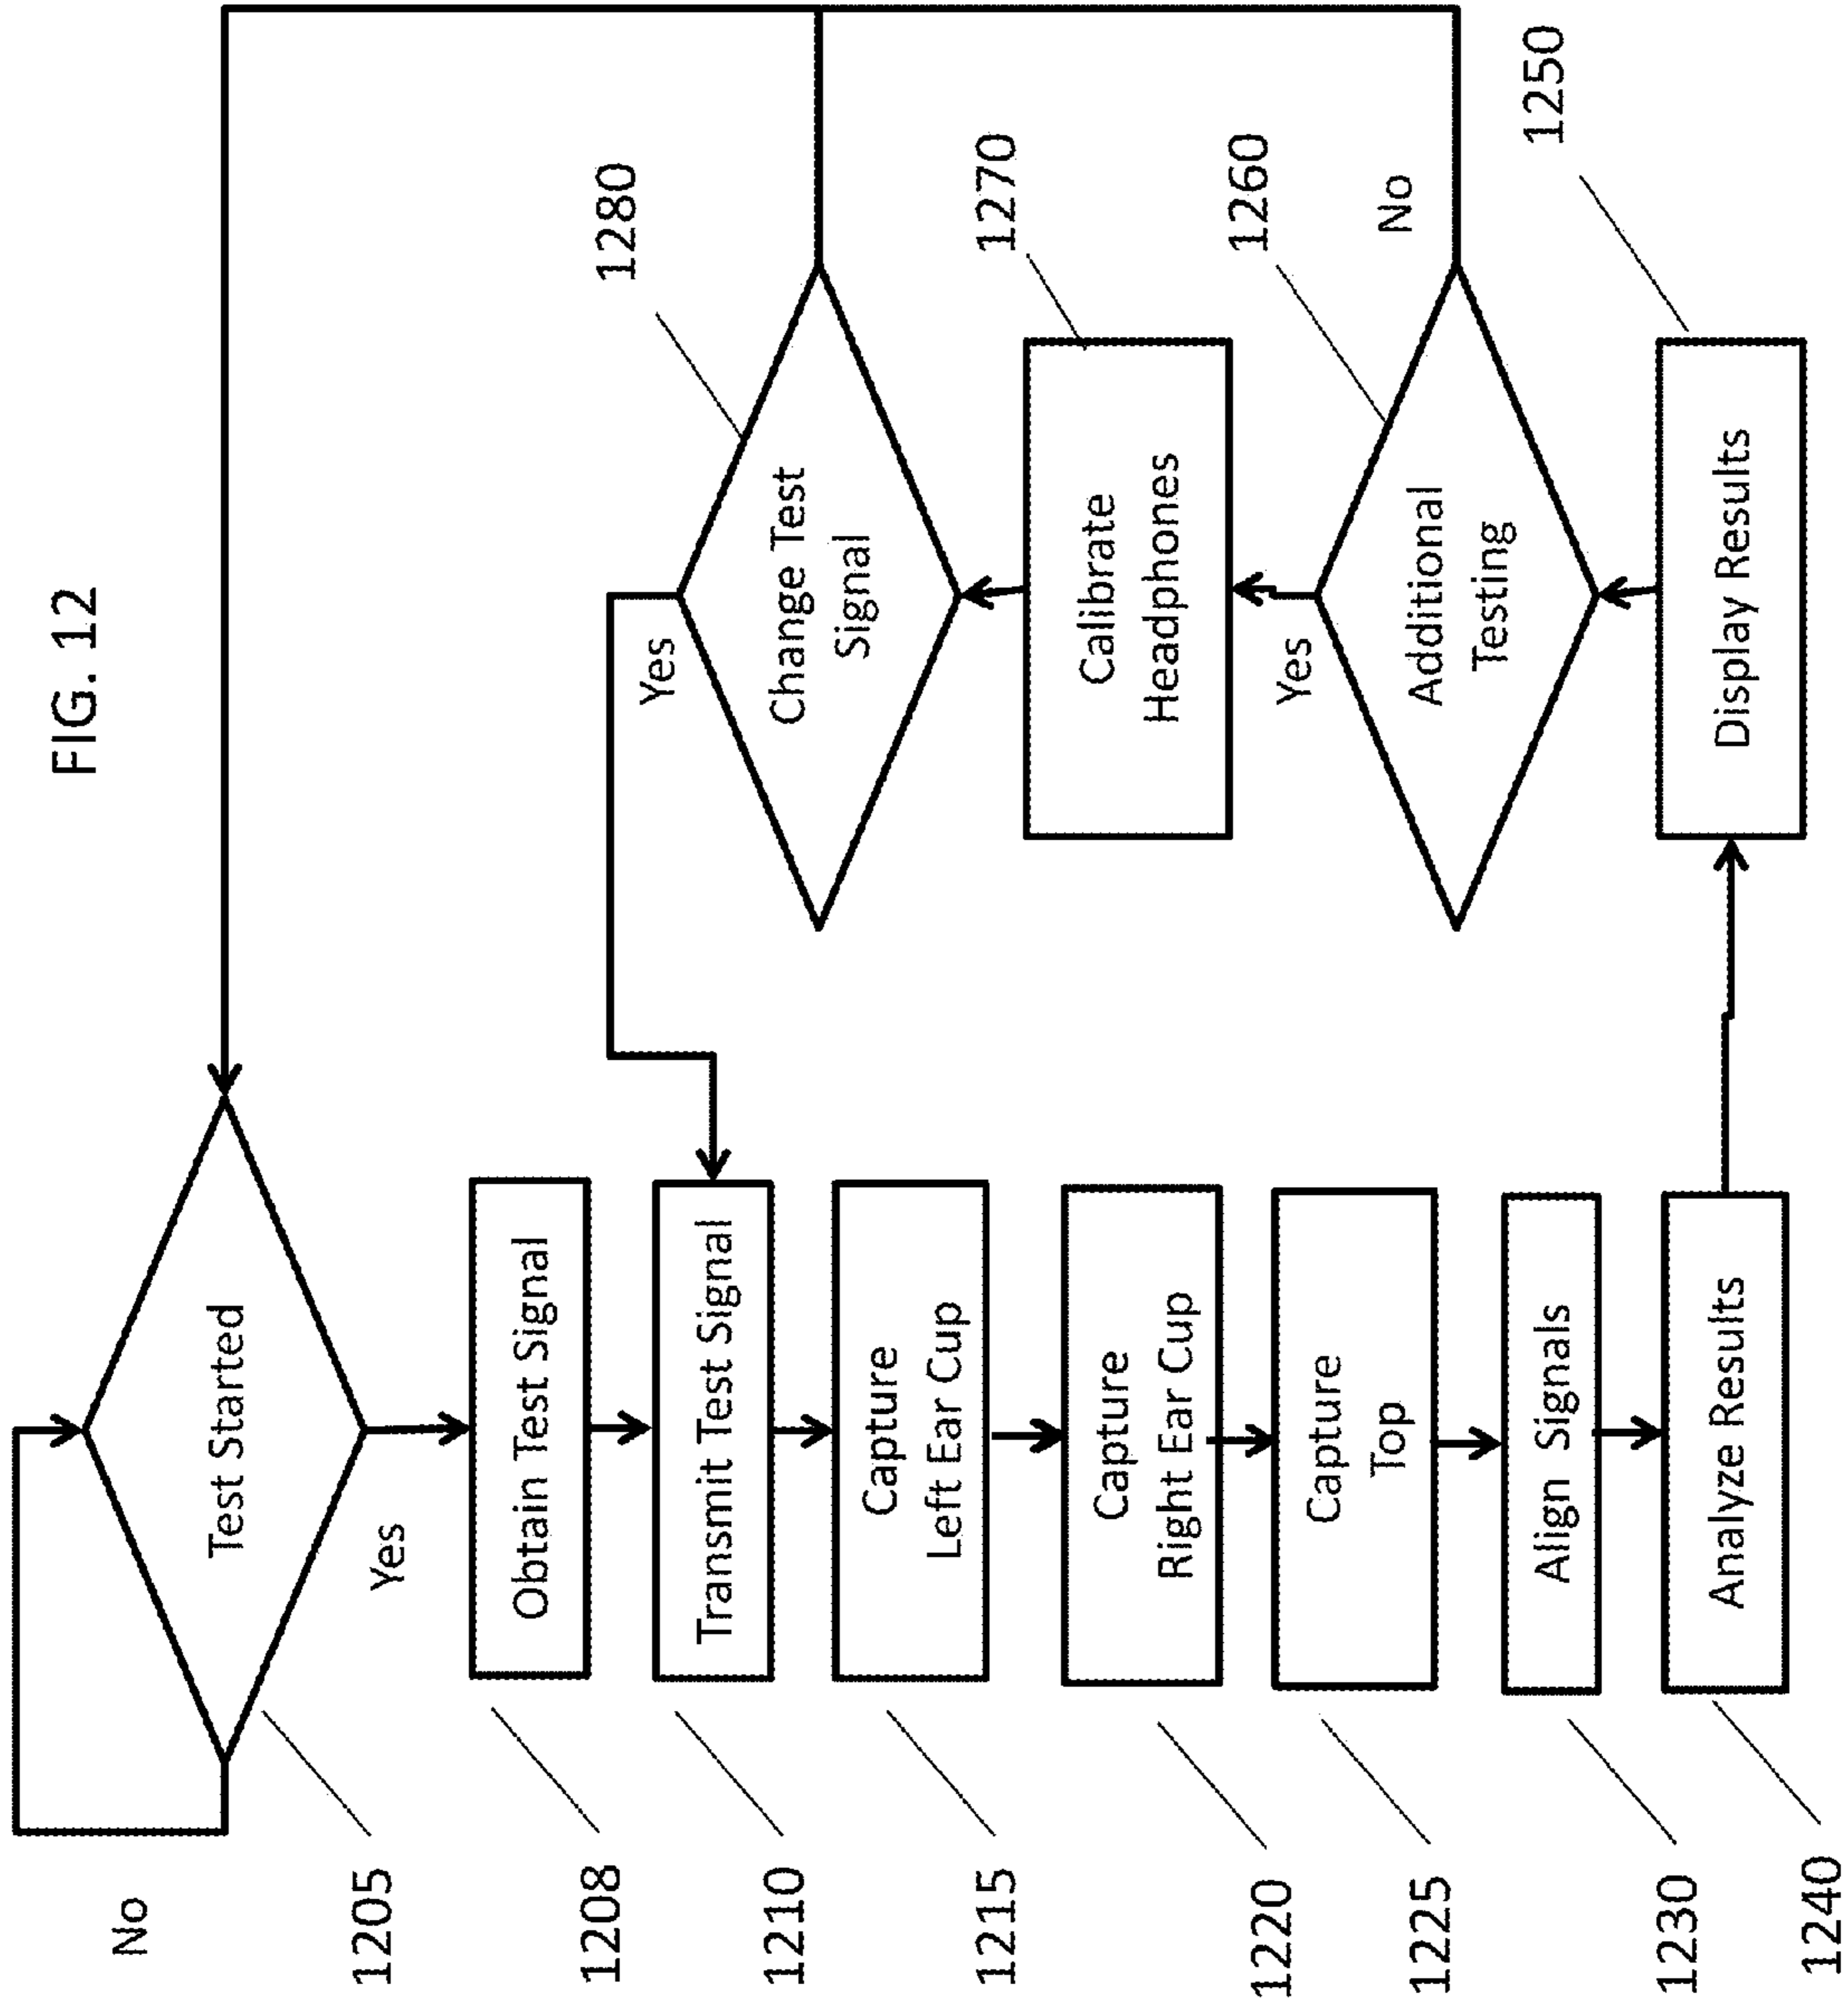 FIG. 12
No
Test Started
1205
Yes
Obtain Test Signal
1208
Transmit Test Signal
1210
Capture
Left Ear Cup
1215
Capture
Right Ear Cup
1220
Capture
Top
1225
Align Signals
1230
Analyze Results
1240
Yes
1280
Change Test
Signal
1270
Calibrate
Headphones
Yes
1260
No
Additional
Testing
1250
Display Results